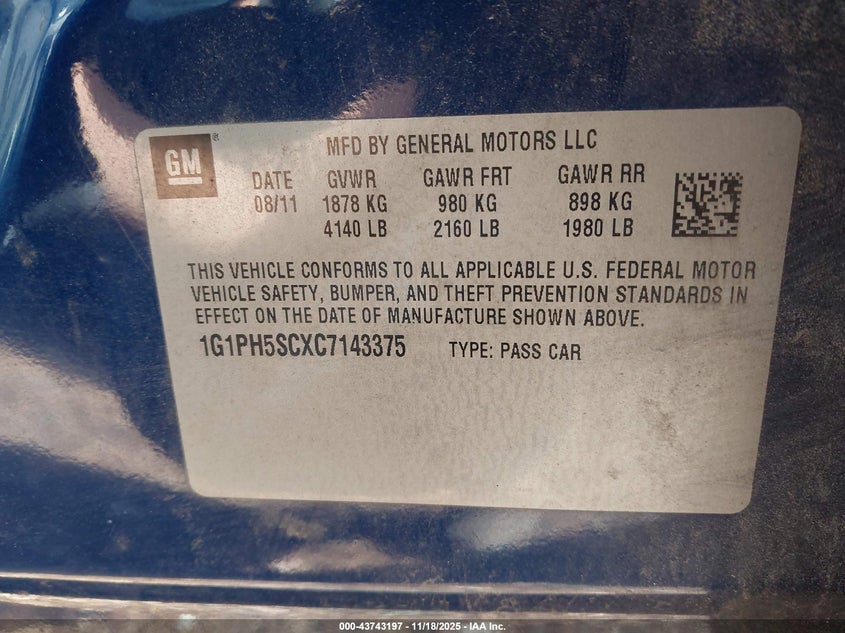 GM ®
MFD BY GENERAL MOTORS LLC
DATE GVWR GAWR FRT GAWR RR
08/11 1878 KG 980 KG 898 KG
4140 LB 2160 LB 1980 LB
THIS VEHICLE CONFORMS TO ALL APPLICABLE U.S. FEDERAL MOTOR
VEHICLE SAFETY, BUMPER, AND THEFT PREVENTION STANDARDS IN
EFFECT ON THE DATE OF MANUFACTURE SHOWN ABOVE.
1G1PH5SCXC7143375 TYPE: PASS CAR
000-43743197 - 11/18/2025 - IAA Inc.